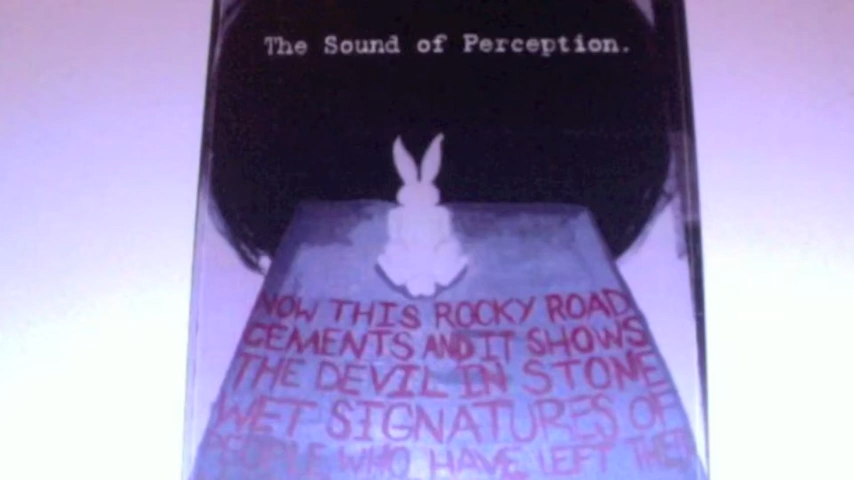 The Sound of Perception.
NOW THIS ROCKY ROAD
CEMENTS AND IT SHOWS
THE DEVIL IN STONE
WET SIGNATURES OF
PEOPLE WHO HAVE LEFT